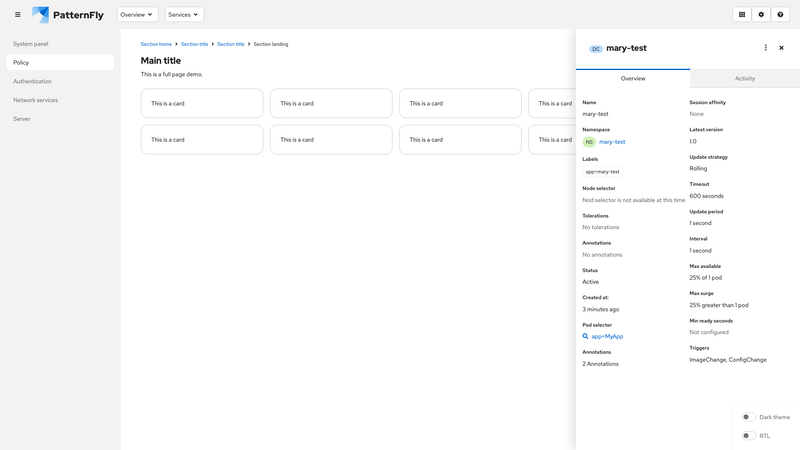 PatternFly
Overview
Services
System panel
Policy
Authentication
Network services
Server
Section home
Section title
Section title
Section landing
Main title
This is a full page demo.
This is a card
This is a card
This is a card
This is a card
This is a card
This is a card
This is a card
This is a card
DC mary-test
Overview
Activity
Name
mary-test
Namespace
NS mary-test
Labels
app=mary-test
Node selector
Nod selector is not available at this time
Tolerations
No tolerations
Annotations
No annotations
Status
Active
Created at:
3 minutes ago
Pod selector
app=MyApp
Annotations
2 Annotations
Session affinity
None
Latest version
1.0
Update strategy
Rolling
Timeout
600 seconds
Update period
1 second
Interval
1 second
Max available
25% of 1 pod
Max surge
25% greater than 1 pod
Min ready seconds
Not configured
Triggers
ImageChange, ConfigChange
Dark theme
RTL